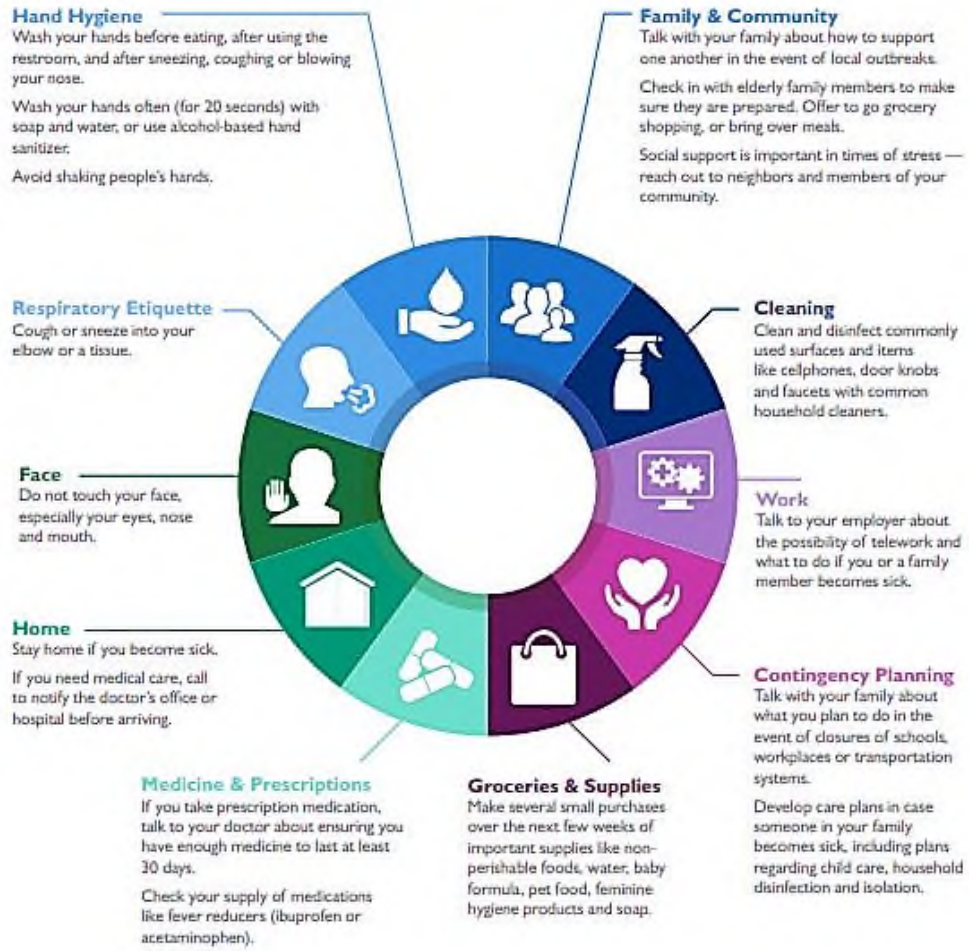 Hand Hygiene
Wash your hands before eating, after using the
restroom, and after sneezing, coughing or blowing
your nose.
Wash your hands often (for 20 seconds) with
soap and water, or use alcohol-based hand
sanitizer.
Avoid shaking people's hands.
Family & Community
Talk with your family about how to support
one another in the event of local outbreaks.
Check in with elderly family members to make
sure they are prepared. Offer to go grocery
shopping, or bring over meals.
Social support is important in times of stress —
reach out to neighbors and members of your
community.
Respiratory Etiquette
Cough or sneeze into your
elbow or a tissue.
Cleaning
Clean and disinfect commonly
used surfaces and items
like cellphones, door knobs
and faucets with common
household cleaners.
Face
Do not touch your face,
especially your eyes, nose
and mouth.
Work
Talk to your employer about
the possibility of telework and
what to do if you or a family
member becomes sick.
Home
Stay home if you become sick.
If you need medical care, call
to notify the doctor's office or
hospital before arriving.
Contingency Planning
Talk with your family about
what you plan to do in the
event of closures of schools,
workplaces or transportation
systems.
Develop care plans in case
someone in your family
becomes sick, including plans
regarding child care, household
disinfection and isolation.
Medicine & Prescriptions
If you take prescription medication,
talk to your doctor about ensuring you
have enough medicine to last at least
30 days.
Check your supply of medications
like fever reducers (ibuprofen or
acetaminophen).
Groceries & Supplies
Make several small purchases
over the next few weeks of
important supplies like non-
perishable foods, water, baby
formula, pet food, feminine
hygiene products and soap.